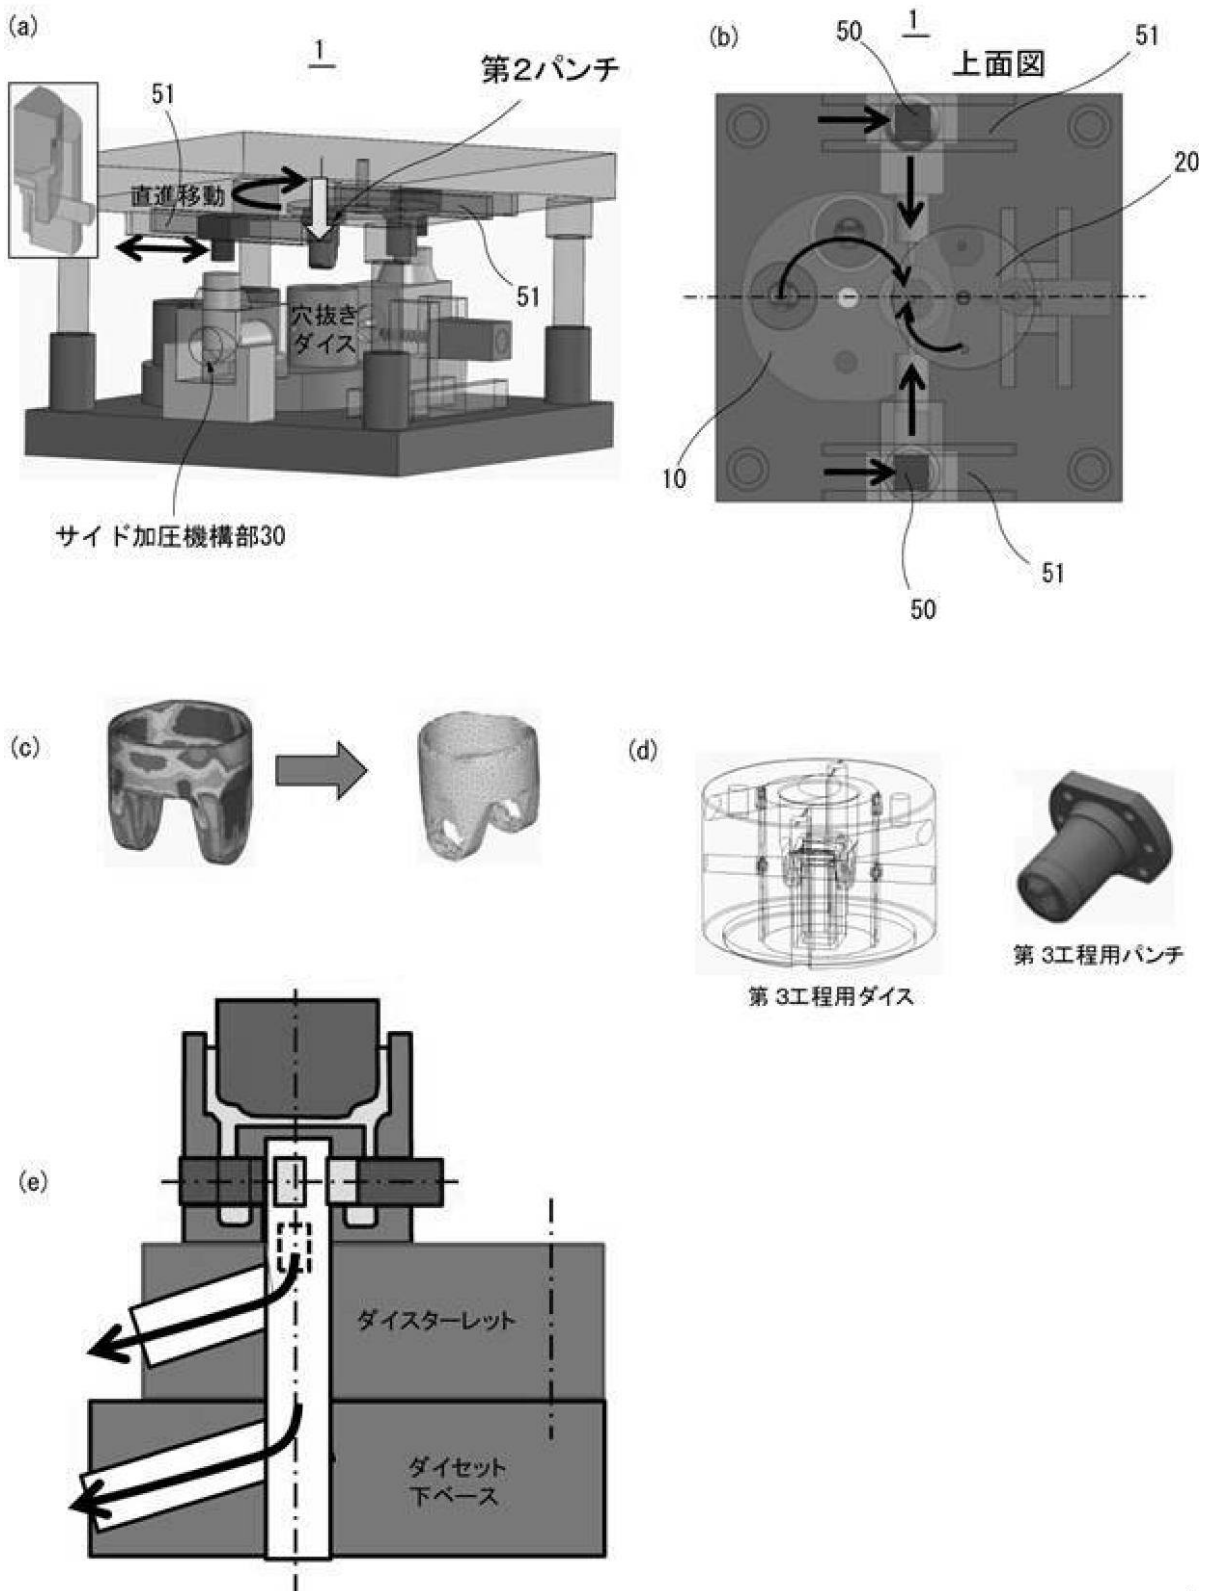 (a)
1
第2パンチ
51
直進移動
51
穴抜き
ダイス
サイド加圧機構部30
(b)
50
1
51
上面図
20
10
51
50
(c)
(d)
第3工程用ダイス
第3工程用パンチ
(e)
ダイスターレット
ダイセット
下ベース